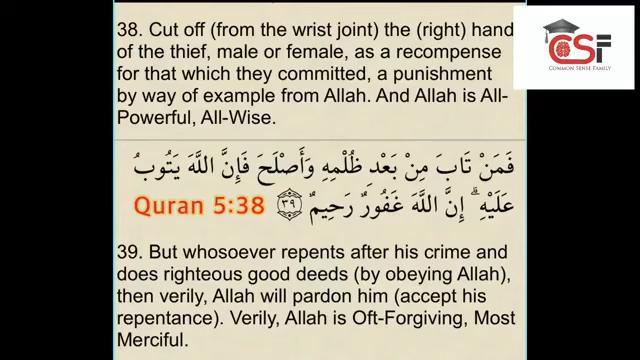 38. Cut off (from the wrist joint) the (right) hand
of the thief, male or female, as a recompense
for that which they committed, a punishment
by way of example from Allah. And Allah is All-
Powerful, All-Wise.
CSF
COMMON SENSE FAMILY
فَمَنْ تَابَ مِنْ بَعْدِ ظُلْمِهِ وَأَصْلَحَ فَإِنَّ اللَّهَ يَتُوبُ
عَلَيْهِ ۗ إِنَّ اللَّهَ غَفُورٌ رَحِيمٌ ﴿٣٩﴾
Quran 5:38
39. But whosoever repents after his crime and
does righteous good deeds (by obeying Allah),
then verily, Allah will pardon him (accept his
repentance). Verily, Allah is Oft-Forgiving, Most
Merciful.